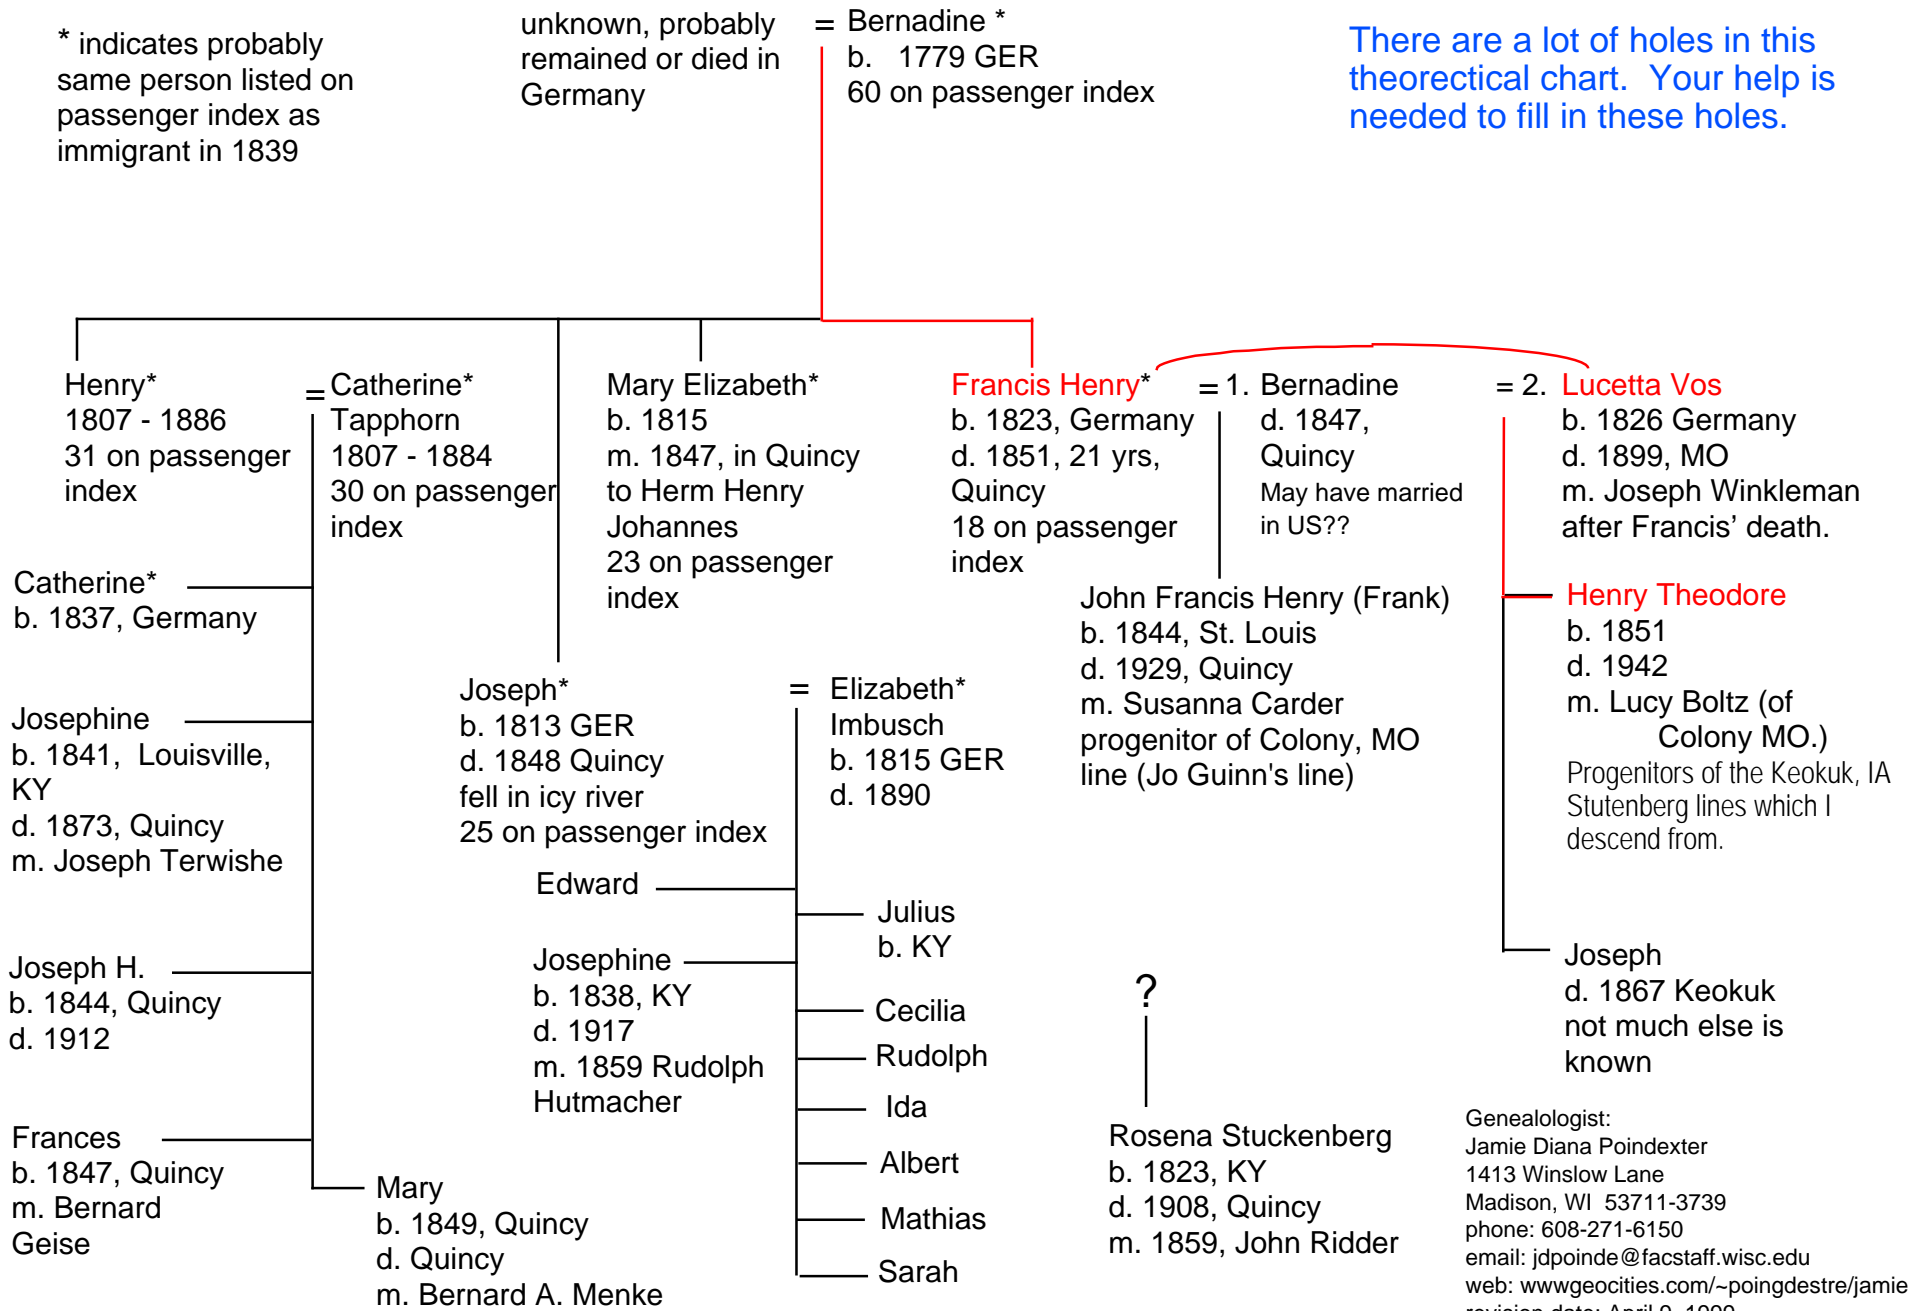 * indicates probably
same person listed on
passenger index as
immigrant in 1839
unknown, probably
remained or died in
Germany
= Bernadine *
b. 1779 GER
60 on passenger index
There are a lot of holes in this
theorectical chart. Your help is
needed to fill in these holes.
Henry*
1807 - 1886
31 on passenger
index
= Catherine*
Tapphorn
1807 - 1884
30 on passenger
index
Mary Elizabeth*
b. 1815
m. 1847, in Quincy
to Herm Henry
Johannes
23 on passenger
index
Francis Henry*
b. 1823, Germany
d. 1851, 21 yrs,
Quincy
18 on passenger
index
= 1. Bernadine
d. 1847,
Quincy
May have married
in US??
= 2. Lucetta Vos
b. 1826 Germany
d. 1899, MO
m. Joseph Winkleman
after Francis’ death.
Catherine*
b. 1837, Germany
Josephine
b. 1841, Louisville,
KY
d. 1873, Quincy
m. Joseph Terwishe
Joseph H.
b. 1844, Quincy
d. 1912
Frances
b. 1847, Quincy
m. Bernard
Geise
Mary
b. 1849, Quincy
d. Quincy
m. Bernard A. Menke
Joseph*
b. 1813 GER
d. 1848 Quincy
fell in icy river
25 on passenger index
= Elizabeth*
Imbusch
b. 1815 GER
d. 1890
Edward
Julius
b. KY
Josephine
b. 1838, KY
d. 1917
m. 1859 Rudolph
Hutmacher
Cecilia
Rudolph
Ida
Albert
Mathias
Sarah
John Francis Henry (Frank)
b. 1844, St. Louis
d. 1929, Quincy
m. Susanna Carder
progenitor of Colony, MO
line (Jo Guinn's line)
Henry Theodore
b. 1851
d. 1942
m. Lucy Boltz (of
Colony MO.)
Progenitors of the Keokuk, IA
Stutenberg lines which I
descend from.
Joseph
d. 1867 Keokuk
not much else is
known
?
Rosena Stuckenberg
b. 1823, KY
d. 1908, Quincy
m. 1859, John Ridder
Genealologist:
Jamie Diana Poindexter
1413 Winslow Lane
Madison, WI 53711-3739
phone: 608-271-6150
email: jdpoinde@facstaff.wisc.edu
web: wwwgeocities.com/~poingdestre/jamie
revision date: April 9, 1999